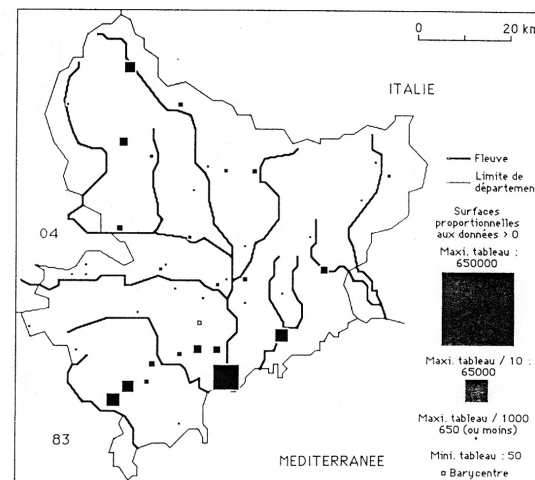 0 20 km
ITALIE
Fleuve
Limite de
département
Surfaces
proportionnelles
aux données > 0
Maxi. tableau :
650000
04
Maxi. tableau / 10 :
65000
Maxi. tableau / 1000
650 (ou moins)
83
Mini. tableau : 50
MEDITERRANEE
Barycentre